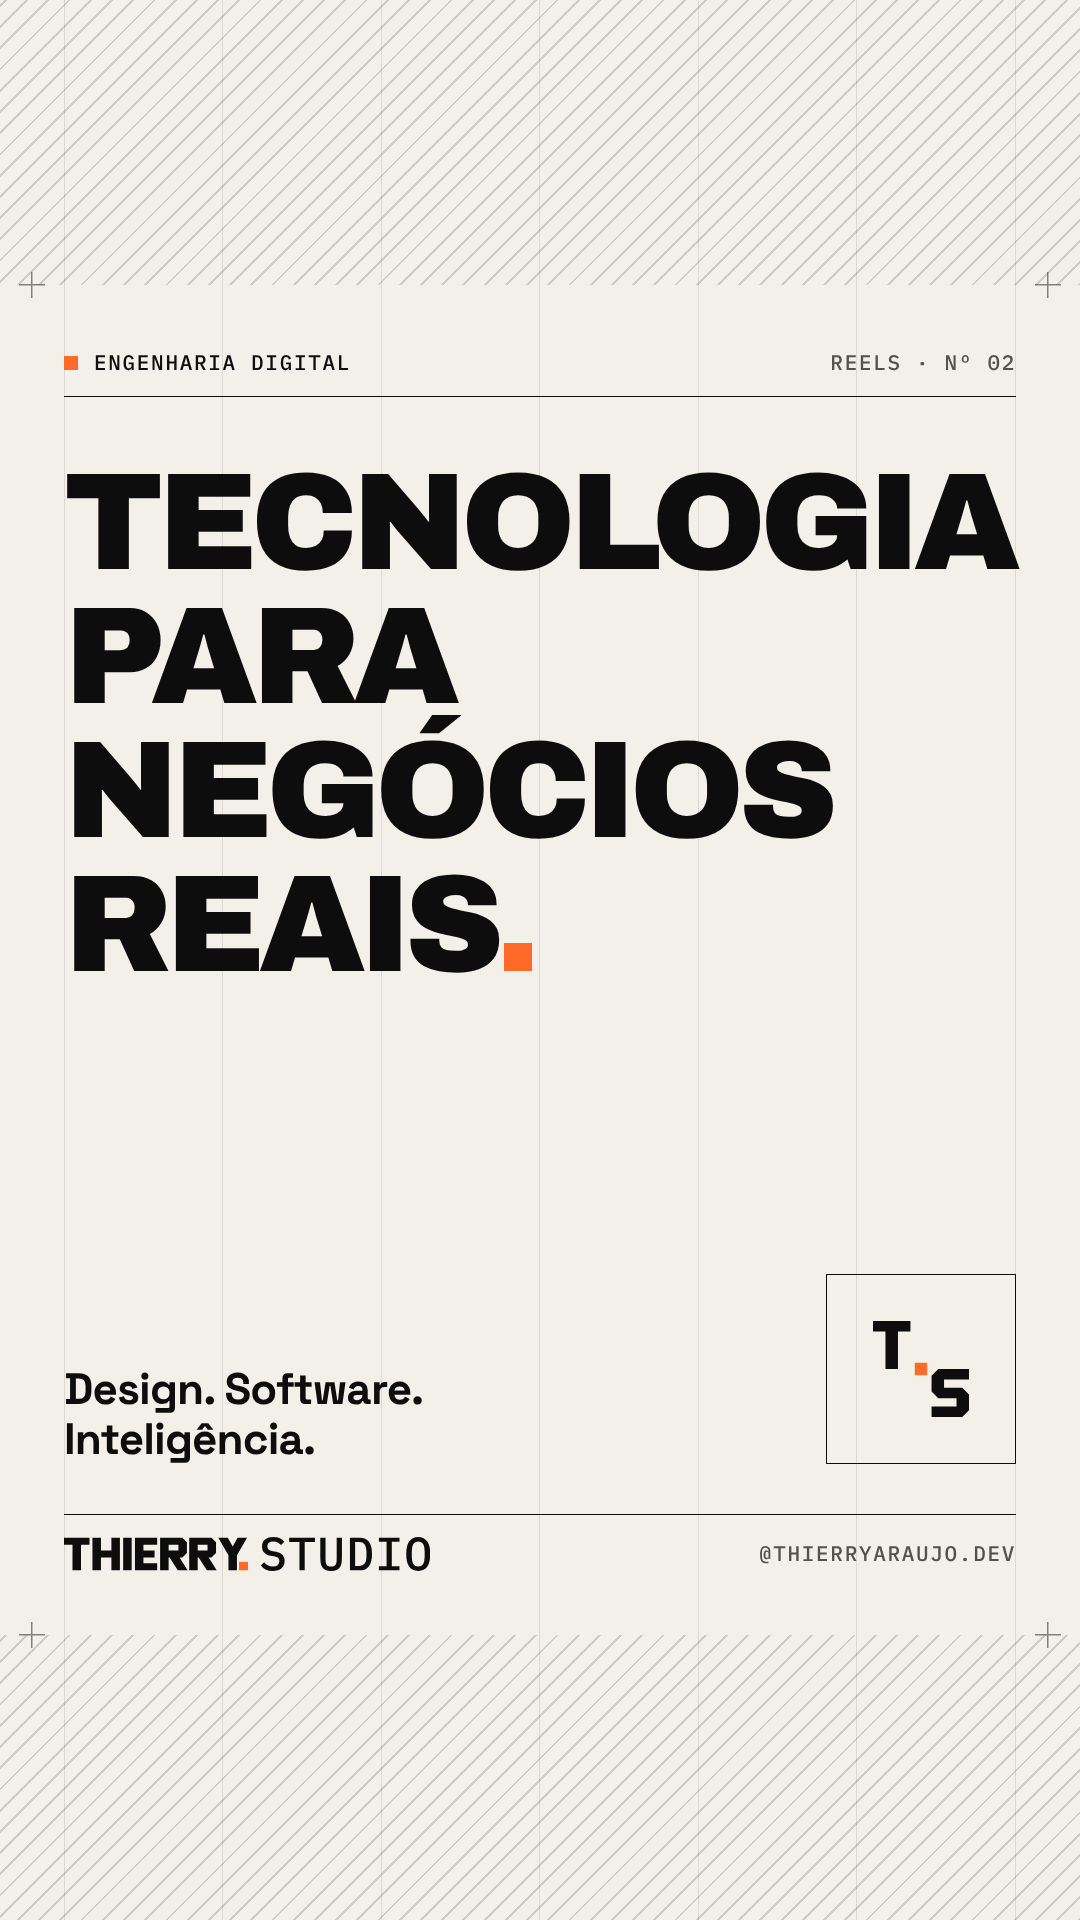 ENGENHARIA DIGITAL
REELS · Nº 02
TECNOLOGIA
PARA
NEGÓCIOS
REAIS.
T.S
Design. Software.
Inteligência.
THIERRY.STUDIO
@THIERRYARAUJO.DEV